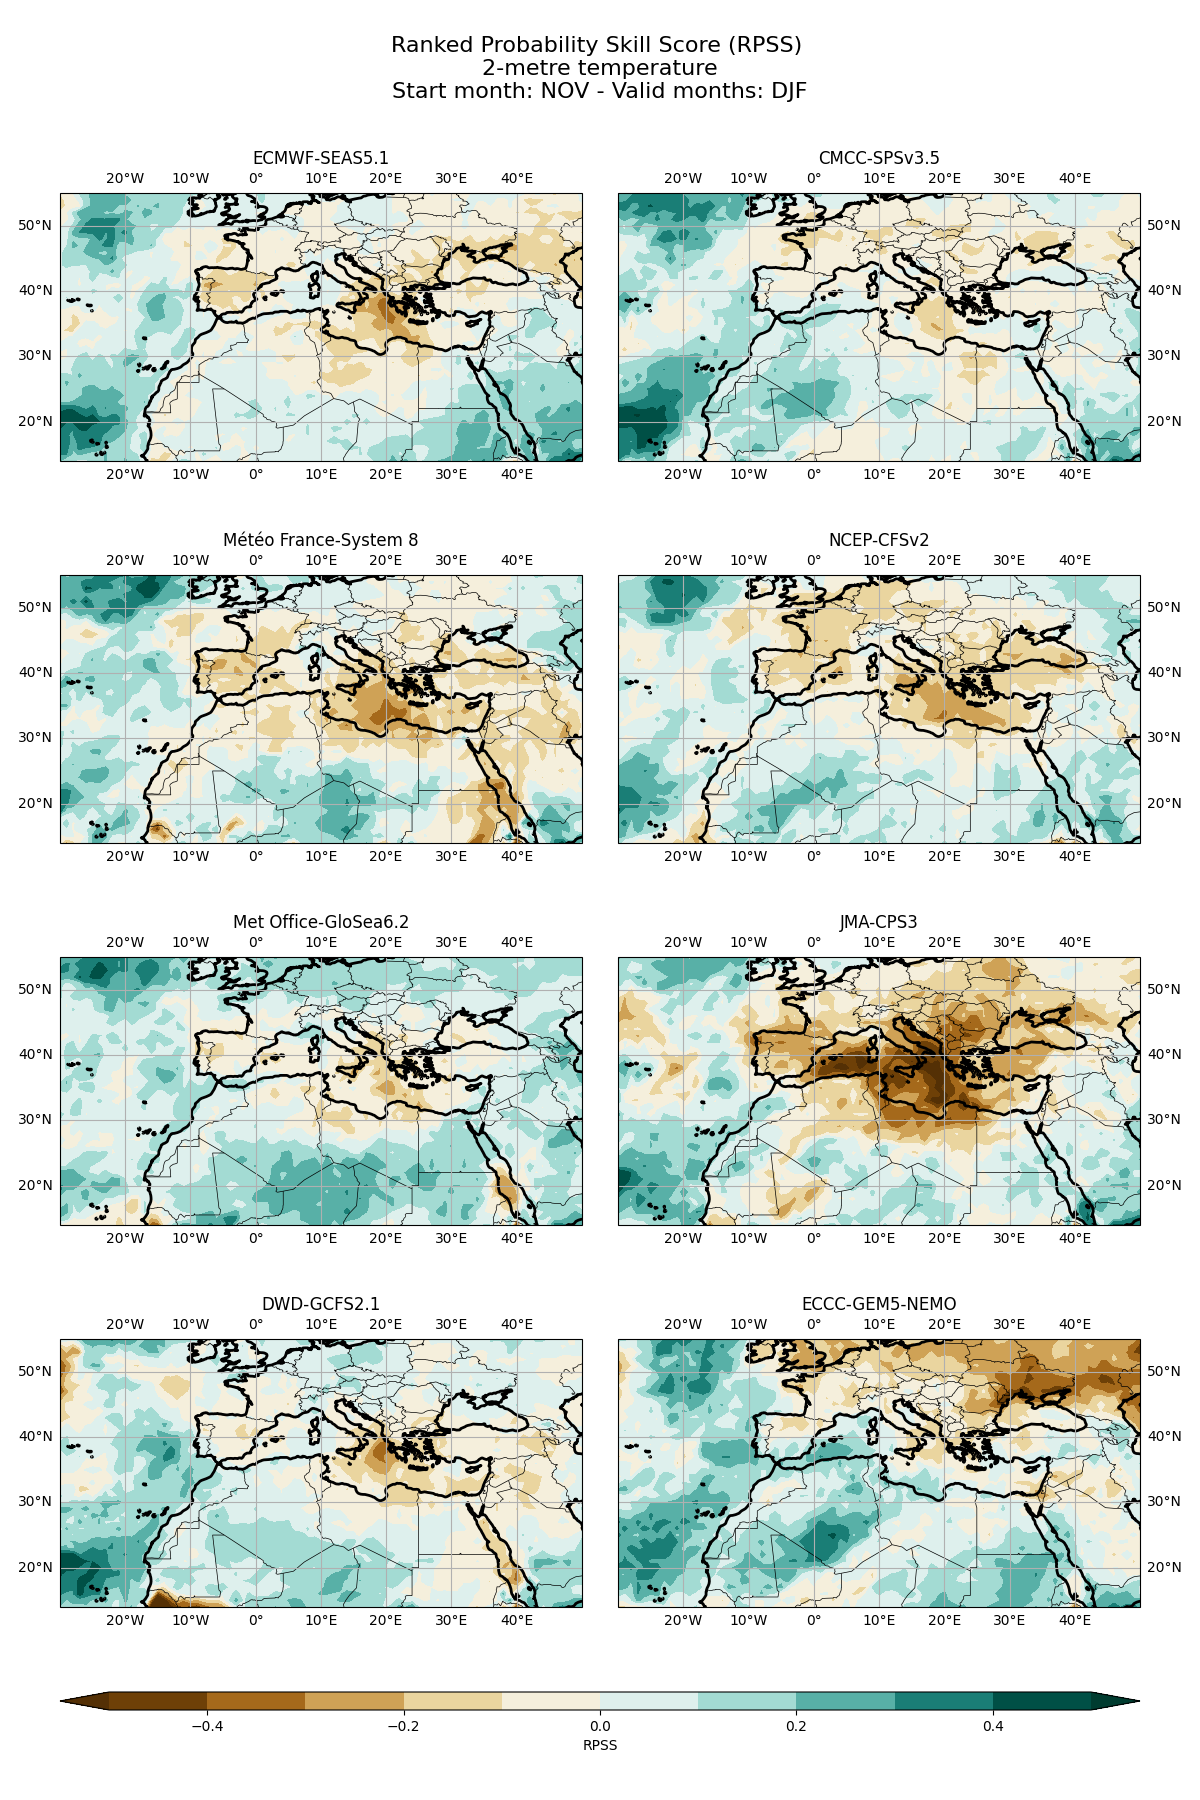 Ranked Probability Skill Score (RPSS)
2-metre temperature
Start month: NOV - Valid months: DJF
ECMWF-SEAS5.1
CMCC-SPSv3.5
20°W 10°W 0° 10°E 20°E 30°E 40°E
20°W 10°W 0° 10°E 20°E 30°E 40°E
50°N
50°N
40°N
40°N
30°N
30°N
20°N
20°N
20°W 10°W 0° 10°E 20°E 30°E 40°E
20°W 10°W 0° 10°E 20°E 30°E 40°E
Météo France-System 8
NCEP-CFSv2
20°W 10°W 0° 10°E 20°E 30°E 40°E
20°W 10°W 0° 10°E 20°E 30°E 40°E
50°N
50°N
40°N
40°N
30°N
30°N
20°N
20°N
20°W 10°W 0° 10°E 20°E 30°E 40°E
20°W 10°W 0° 10°E 20°E 30°E 40°E
Met Office-GloSea6.2
JMA-CPS3
20°W 10°W 0° 10°E 20°E 30°E 40°E
20°W 10°W 0° 10°E 20°E 30°E 40°E
50°N
50°N
40°N
40°N
30°N
30°N
20°N
20°N
20°W 10°W 0° 10°E 20°E 30°E 40°E
20°W 10°W 0° 10°E 20°E 30°E 40°E
DWD-GCFS2.1
ECCC-GEM5-NEMO
20°W 10°W 0° 10°E 20°E 30°E 40°E
20°W 10°W 0° 10°E 20°E 30°E 40°E
50°N
50°N
40°N
40°N
30°N
30°N
20°N
20°N
20°W 10°W 0° 10°E 20°E 30°E 40°E
20°W 10°W 0° 10°E 20°E 30°E 40°E
−0.4 −0.2 0.0 0.2 0.4
RPSS